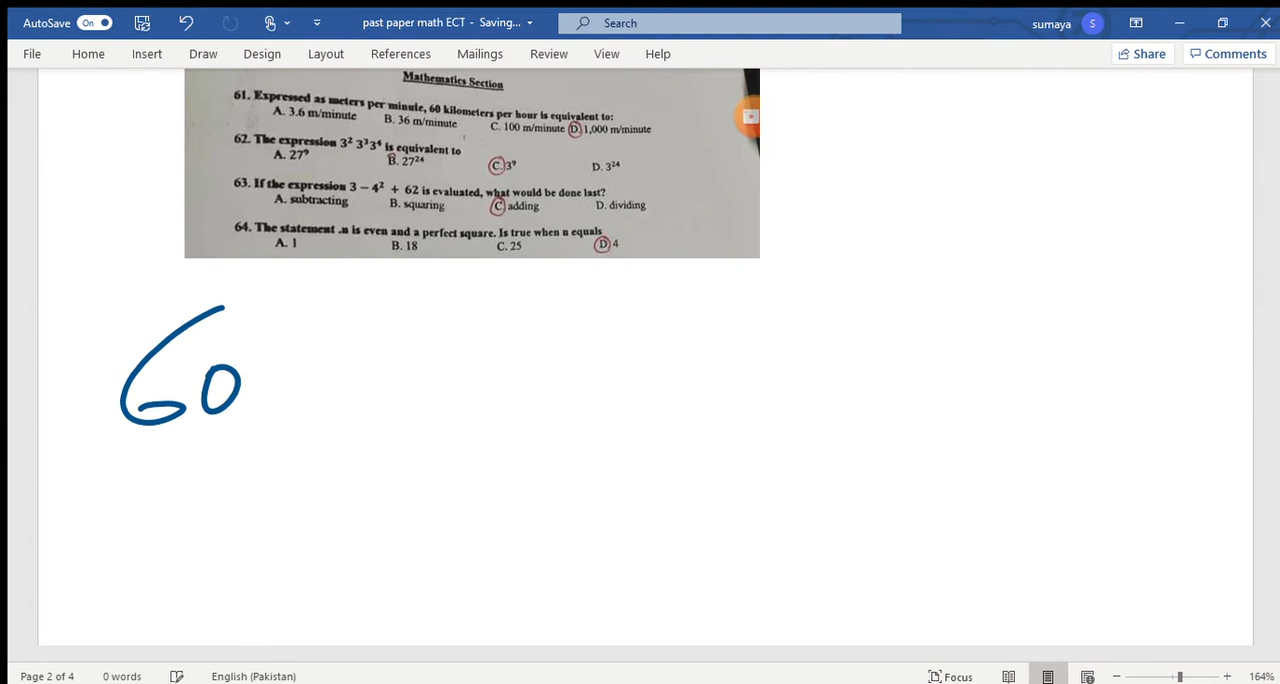 AutoSave On past paper math ECT - Saving... Search sumaya S
File Home Insert Draw Design Layout References Mailings Review View Help Share Comments
Mathematics Section
61. Expressed as meters per minute, 60 kilometers per hour is equivalent to:
A. 3.6 m/minute B. 36 m/minute C. 100 m/minute D. 1,000 m/minute
62. The expression 3² 3³3⁴ is equivalent to
A. 27⁹ B. 27²⁴ C. 3⁹ D. 3²⁴
63. If the expression 3 – 4² + 62 is evaluated, what would be done last?
A. subtracting B. squaring C adding D. dividing
64. The statement .n is even and a perfect square. Is true when n equals
A. 1 B. 18 C. 25 D 4
60
Page 2 of 4 0 words English (Pakistan) Focus 164%